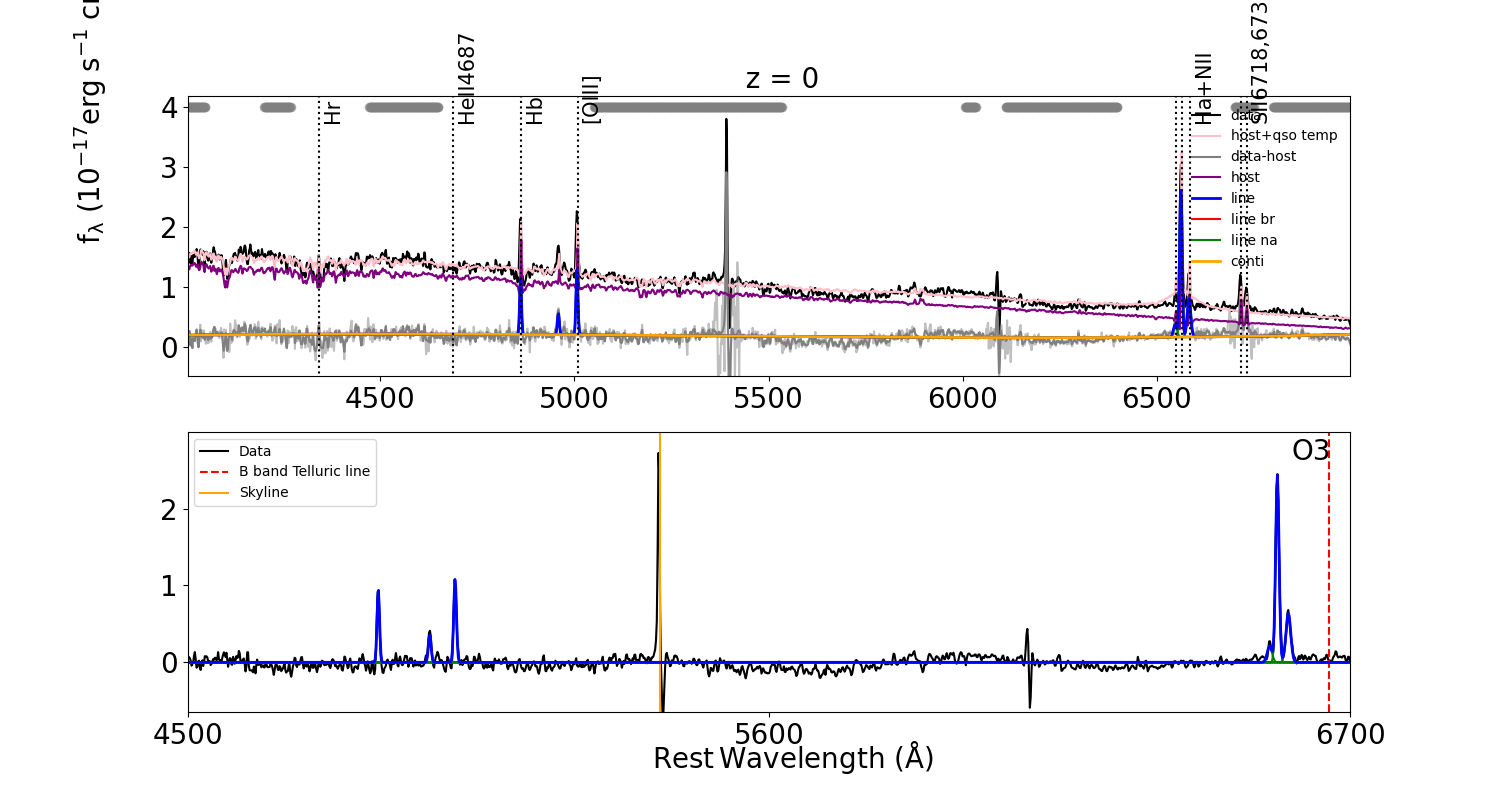 z = 0
f_λ (10^−17 erg s^−1
Hr
HeII4687
Hb
[OIII]
Ha+NII
SII6718,673
4
3
2
1
0
data
host+qso temp
data-host
host
line
line br
line na
conti
4500
5000
5500
6000
6500
Data
B band Telluric line
Skyline
O3
2
1
0
4500
5600
6700
Rest Wavelength (Å)